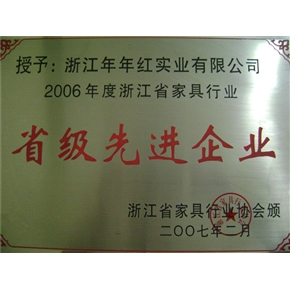 授予：浙江年年红实业有限公司
2006年度浙江省家具行业
省级先进企业
浙江省家具行业协会颁
二〇〇七年二月